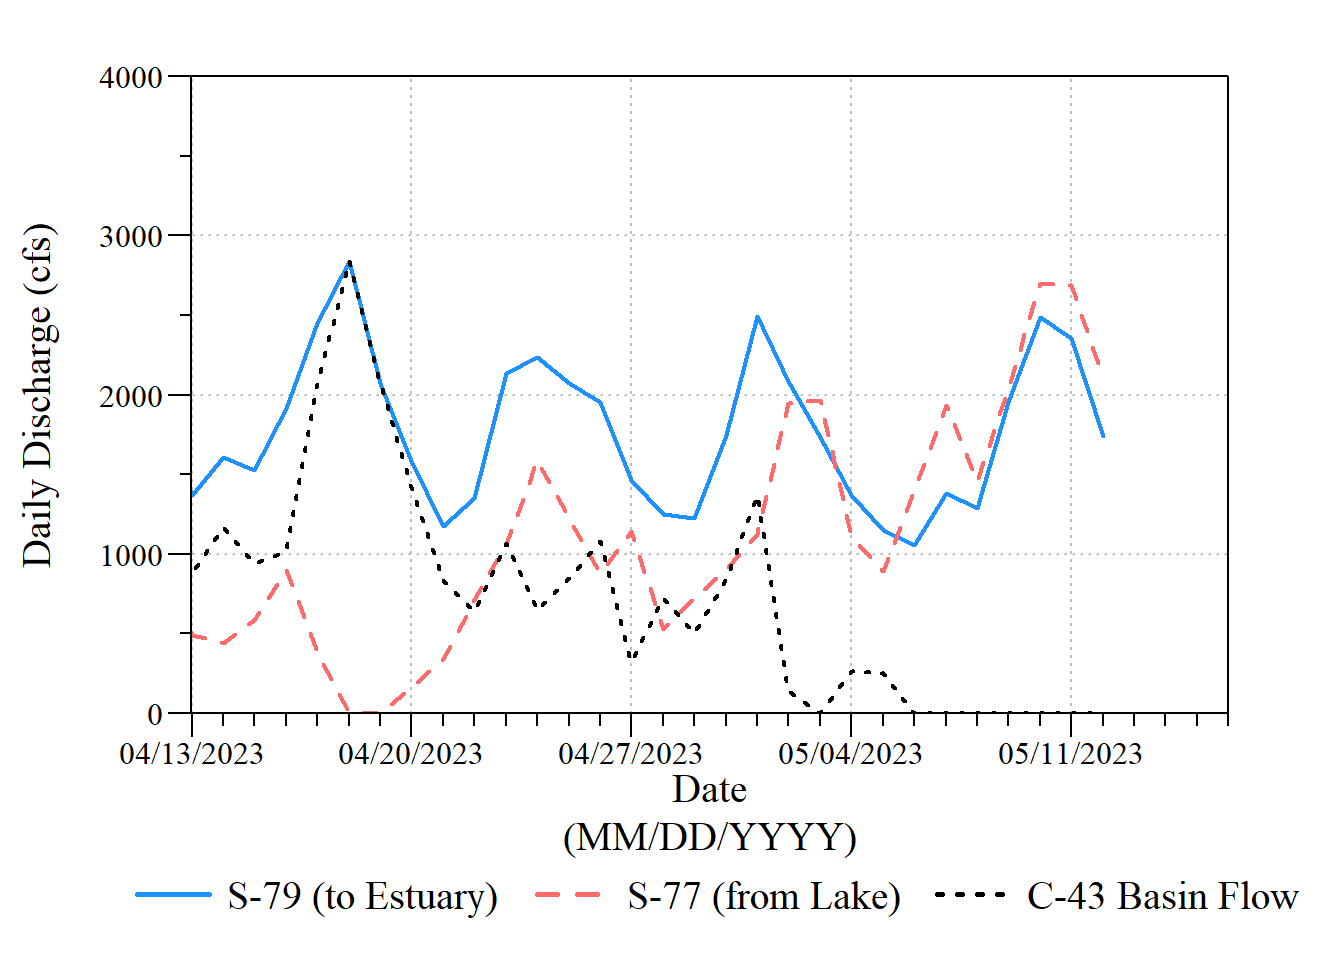 4000
3000
2000
1000
0
Daily Discharge (cfs)
04/13/2023 04/20/2023 04/27/2023 05/04/2023 05/11/2023
Date
(MM/DD/YYYY)
S-79 (to Estuary) S-77 (from Lake) C-43 Basin Flow